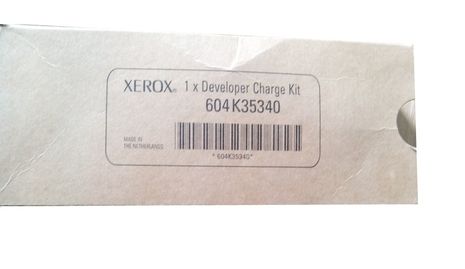 XEROX® 1 x Developer Charge Kit
604K35340
MADE IN
THE NETHERLANDS
*604K35340*